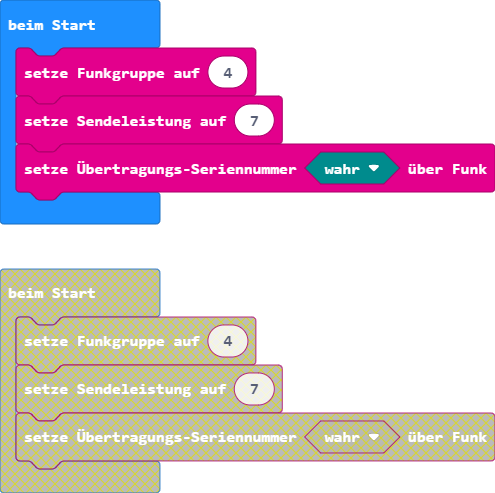 beim Start
setze Funkgruppe auf 4
setze Sendeleistung auf 7
setze Übertragungs-Seriennummer wahr über Funk
beim Start
setze Funkgruppe auf 4
setze Sendeleistung auf 7
setze Übertragungs-Seriennummer wahr über Funk